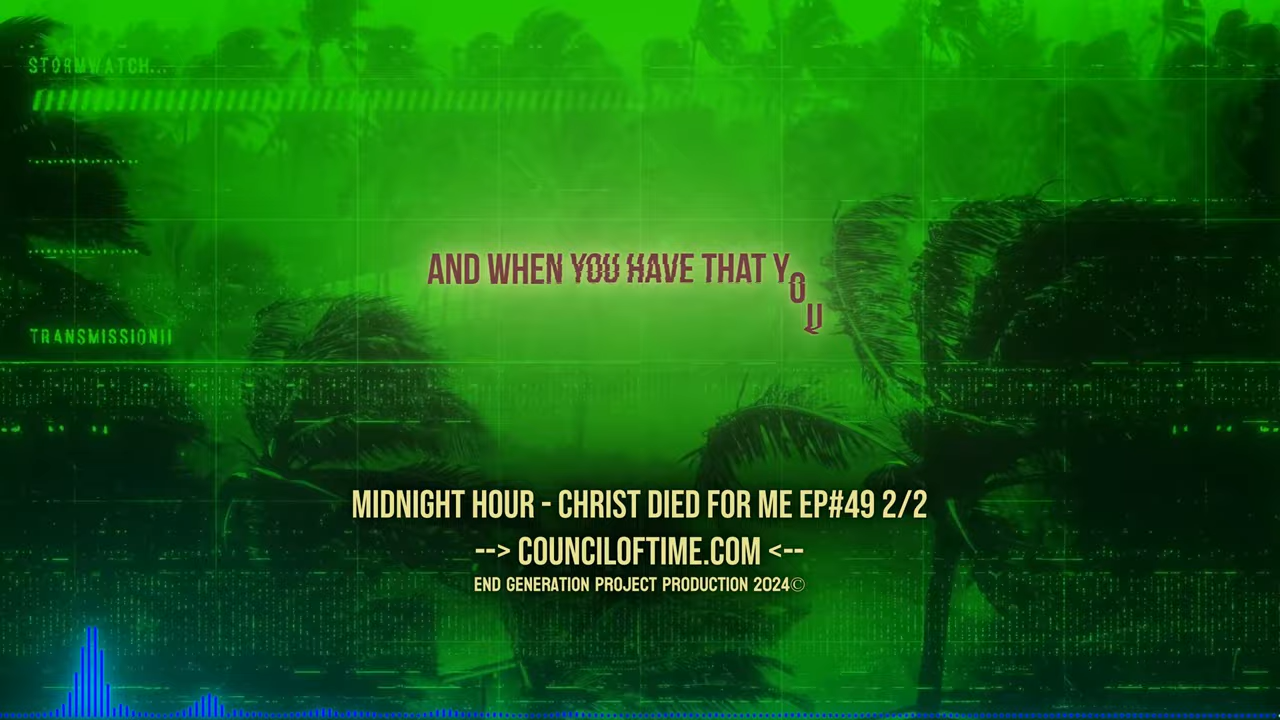 STORMWATCH...
AND WHEN YOU HAVE THAT YOU
TRANSMISSION
MIDNIGHT HOUR - CHRIST DIED FOR ME EP#49 2/2
--> COUNCILOFTIME.COM <--
END GENERATION PROJECT PRODUCTION 2024©